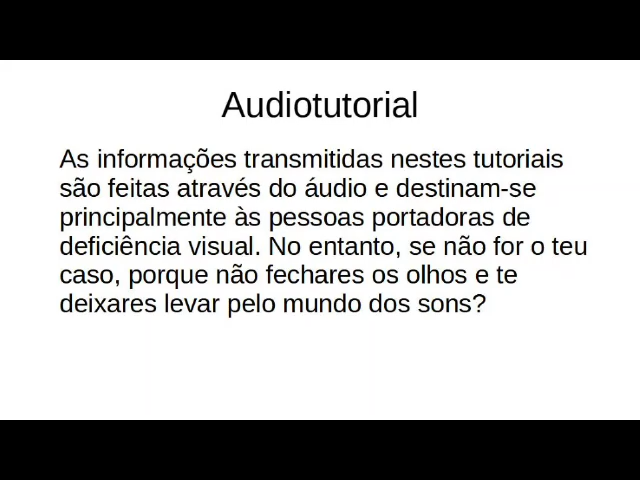 Audiotutorial
As informações transmitidas nestes tutoriais
são feitas através do áudio e destinam-se
principalmente às pessoas portadoras de
deficiência visual. No entanto, se não for o teu
caso, porque não fechares os olhos e te
deixares levar pelo mundo dos sons?